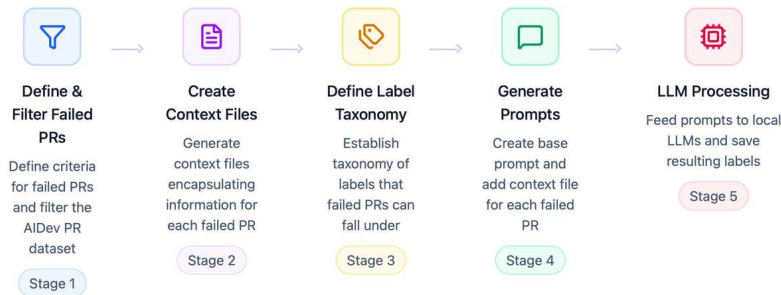 Define &
Filter Failed
PRs
Define criteria
for failed PRs
and filter the
AIDev PR
dataset
Stage 1
Create
Context Files
Generate
context files
encapsulating
information for
each failed PR
Stage 2
Define Label
Taxonomy
Establish
taxonomy of
labels that
failed PRs can
fall under
Stage 3
Generate
Prompts
Create base
prompt and
add context file
for each failed
PR
Stage 4
LLM Processing
Feed prompts to local
LLMs and save
resulting labels
Stage 5